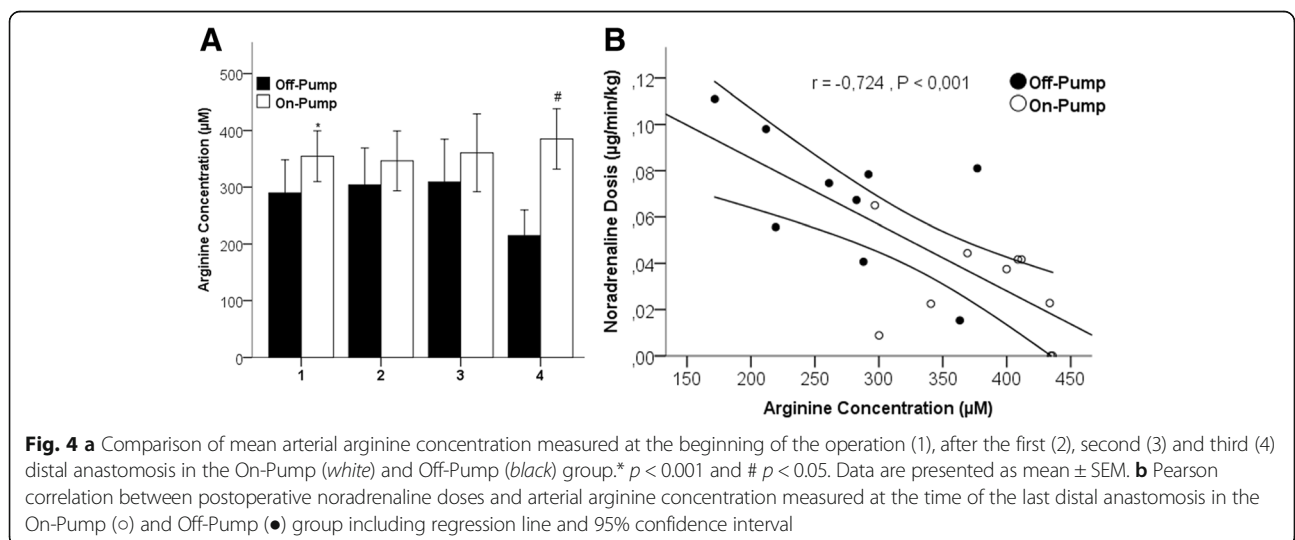 A
Arginine Concentration (µM)
500
400
300
200
100
0
Off-Pump
On-Pump
*
#
1 2 3 4
B
Noradrenaline Dosis (µg/min/kg)
,12
,10
,08
,06
,04
,02
,00
r = -0,724 , P < 0,001
Off-Pump
On-Pump
150 200 250 300 350 400 450
Arginine Concentration (µM)
Fig. 4 a Comparison of mean arterial arginine concentration measured at the beginning of the operation (1), after the first (2), second (3) and third (4)
distal anastomosis in the On-Pump (white) and Off-Pump (black) group.* p < 0.001 and # p < 0.05. Data are presented as mean ± SEM. b Pearson
correlation between postoperative noradrenaline doses and arterial arginine concentration measured at the time of the last distal anastomosis in the
On-Pump (○) and Off-Pump (●) group including regression line and 95% confidence interval